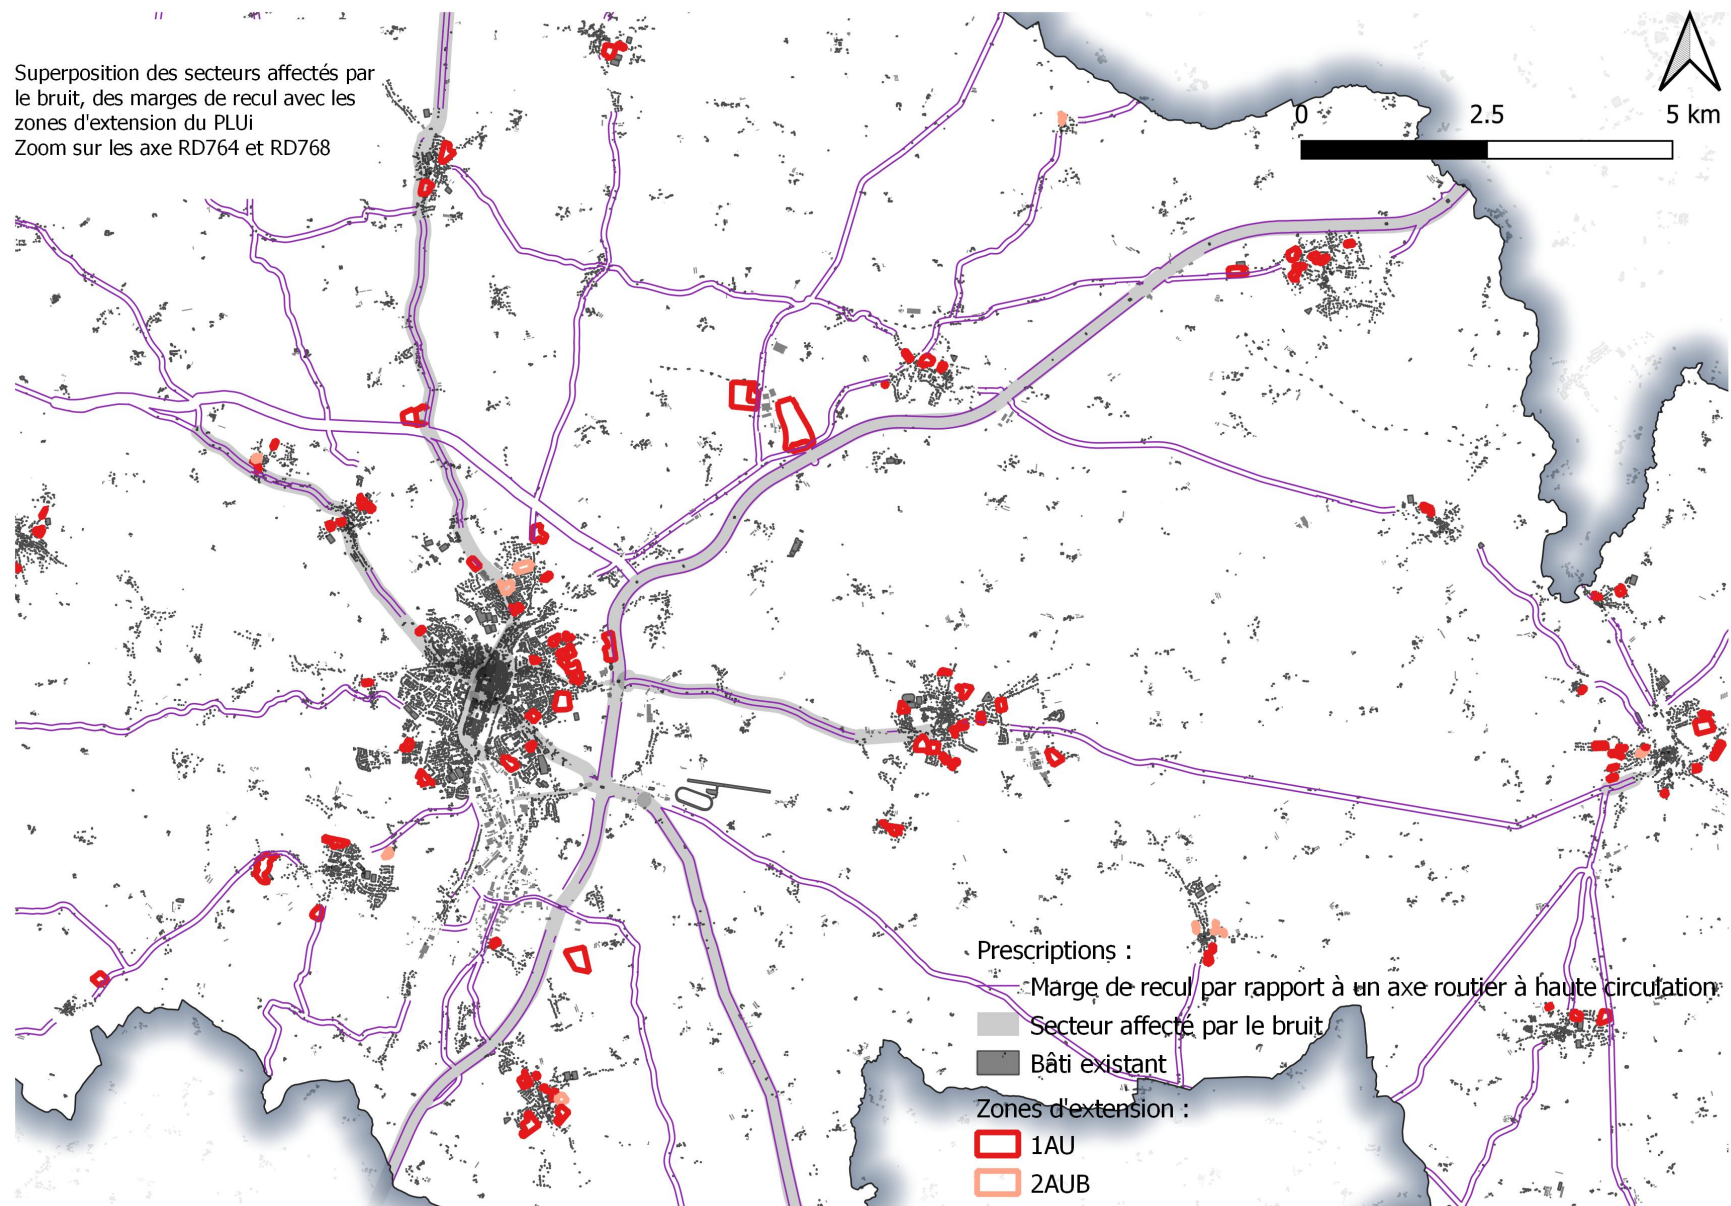 Superposition des secteurs affectés par
le bruit, des marges de recul avec les
zones d'extension du PLUi
Zoom sur les axe RD764 et RD768
0 2.5 5 km
Prescriptions :
Marge de recul par rapport à un axe routier à haute circulation
Secteur affecté par le bruit
Bâti existant
Zones d'extension :
1AU
2AUB